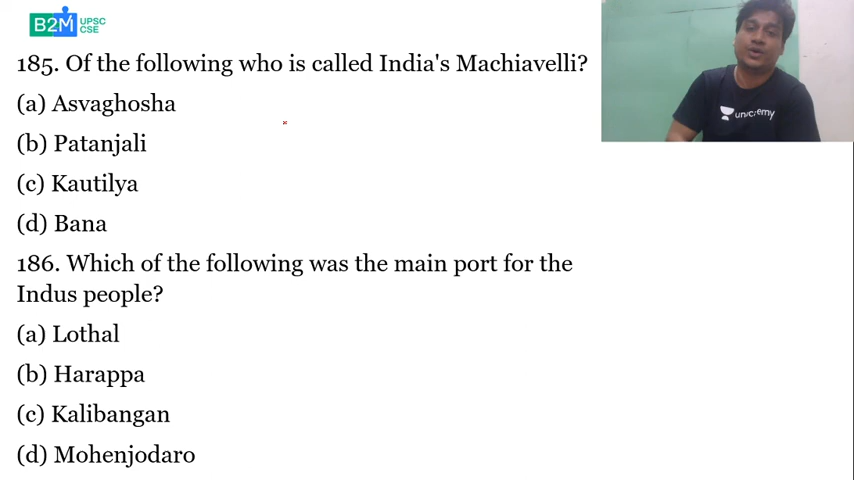 B2M UPSC
CSE
185. Of the following who is called India's Machiavelli?
(a) Asvaghosha
(b) Patanjali
(c) Kautilya
(d) Bana
186. Which of the following was the main port for the
Indus people?
(a) Lothal
(b) Harappa
(c) Kalibangan
(d) Mohenjodaro
unacademy